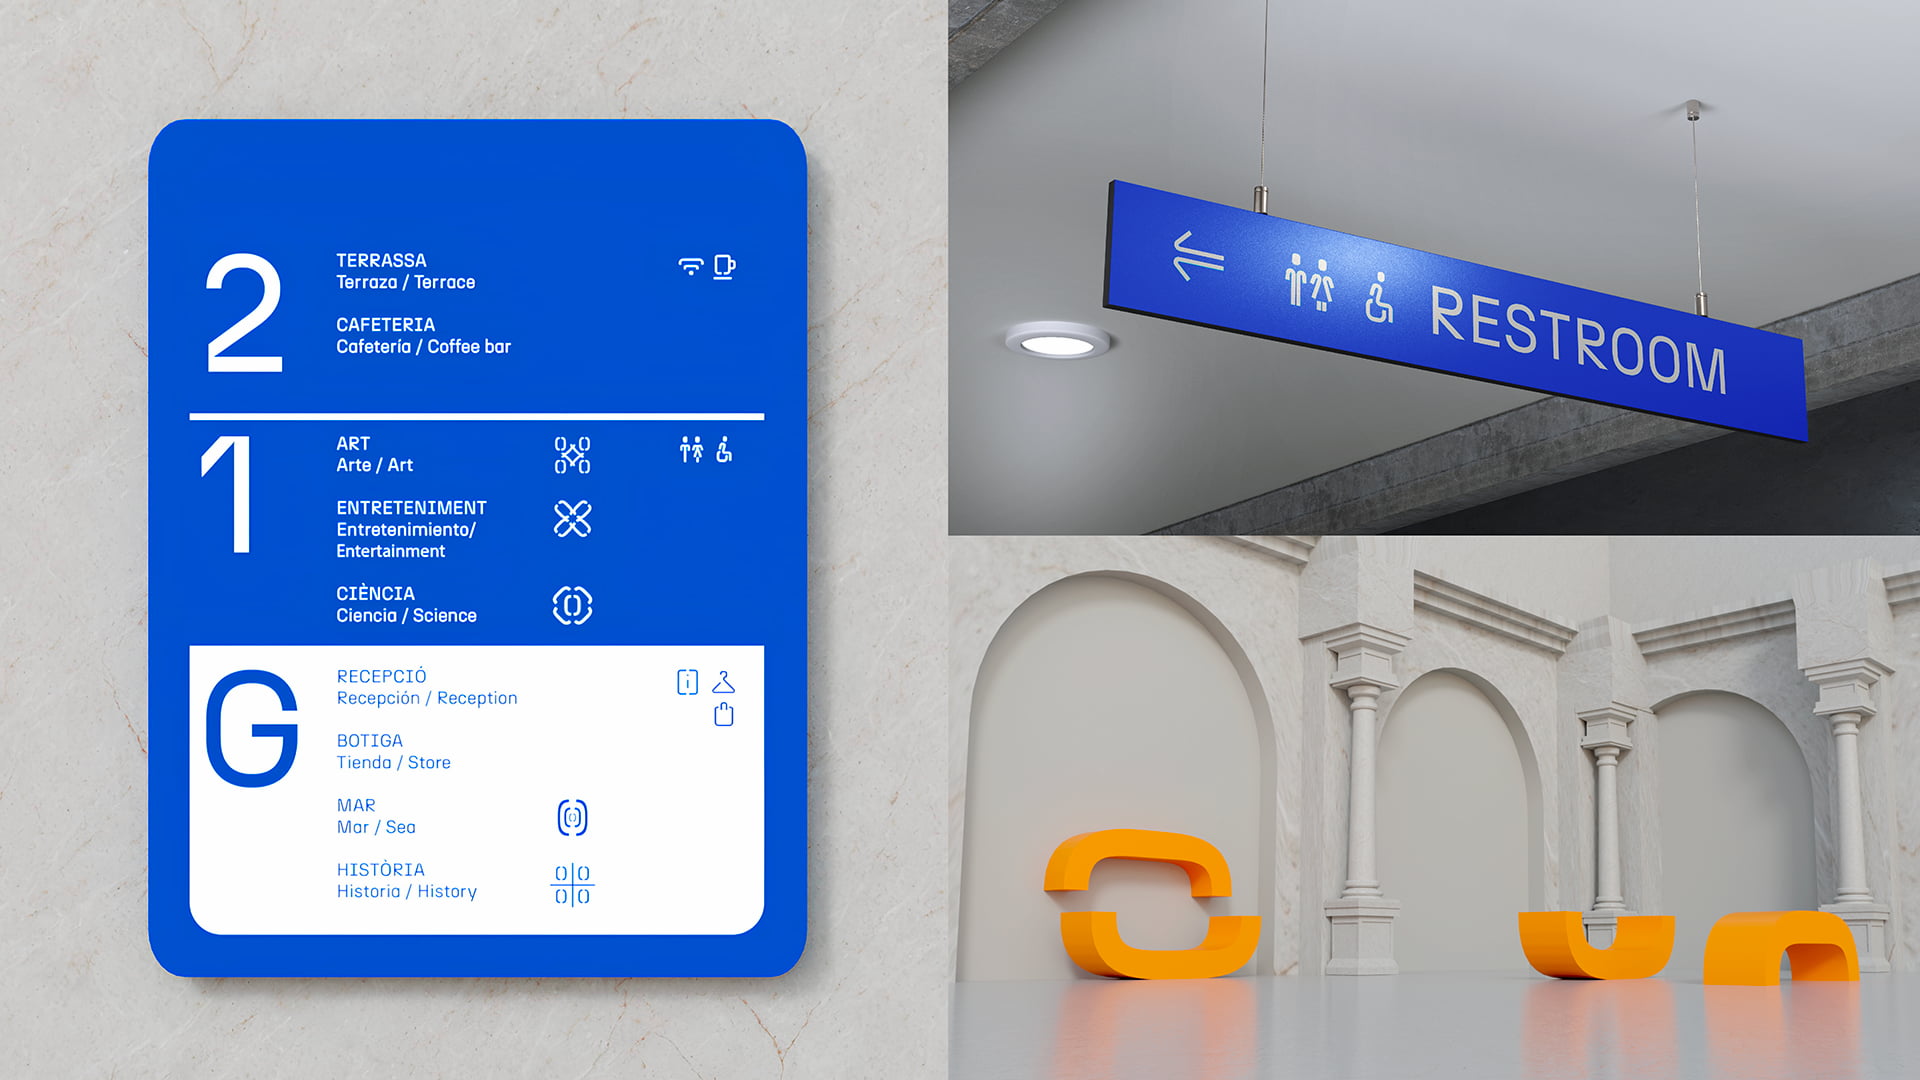 2
TERRASSA
Terraza / Terrace
CAFETERIA
Cafetería / Coffee bar
1
ART
Arte / Art
ENTRETENIMENT
Entretenimiento/
Entertainment
CIÈNCIA
Ciencia / Science
G
RECEPCIÓ
Recepción / Reception
BOTIGA
Tienda / Store
MAR
Mar / Sea
HISTÒRIA
Historia / History
RESTROOM